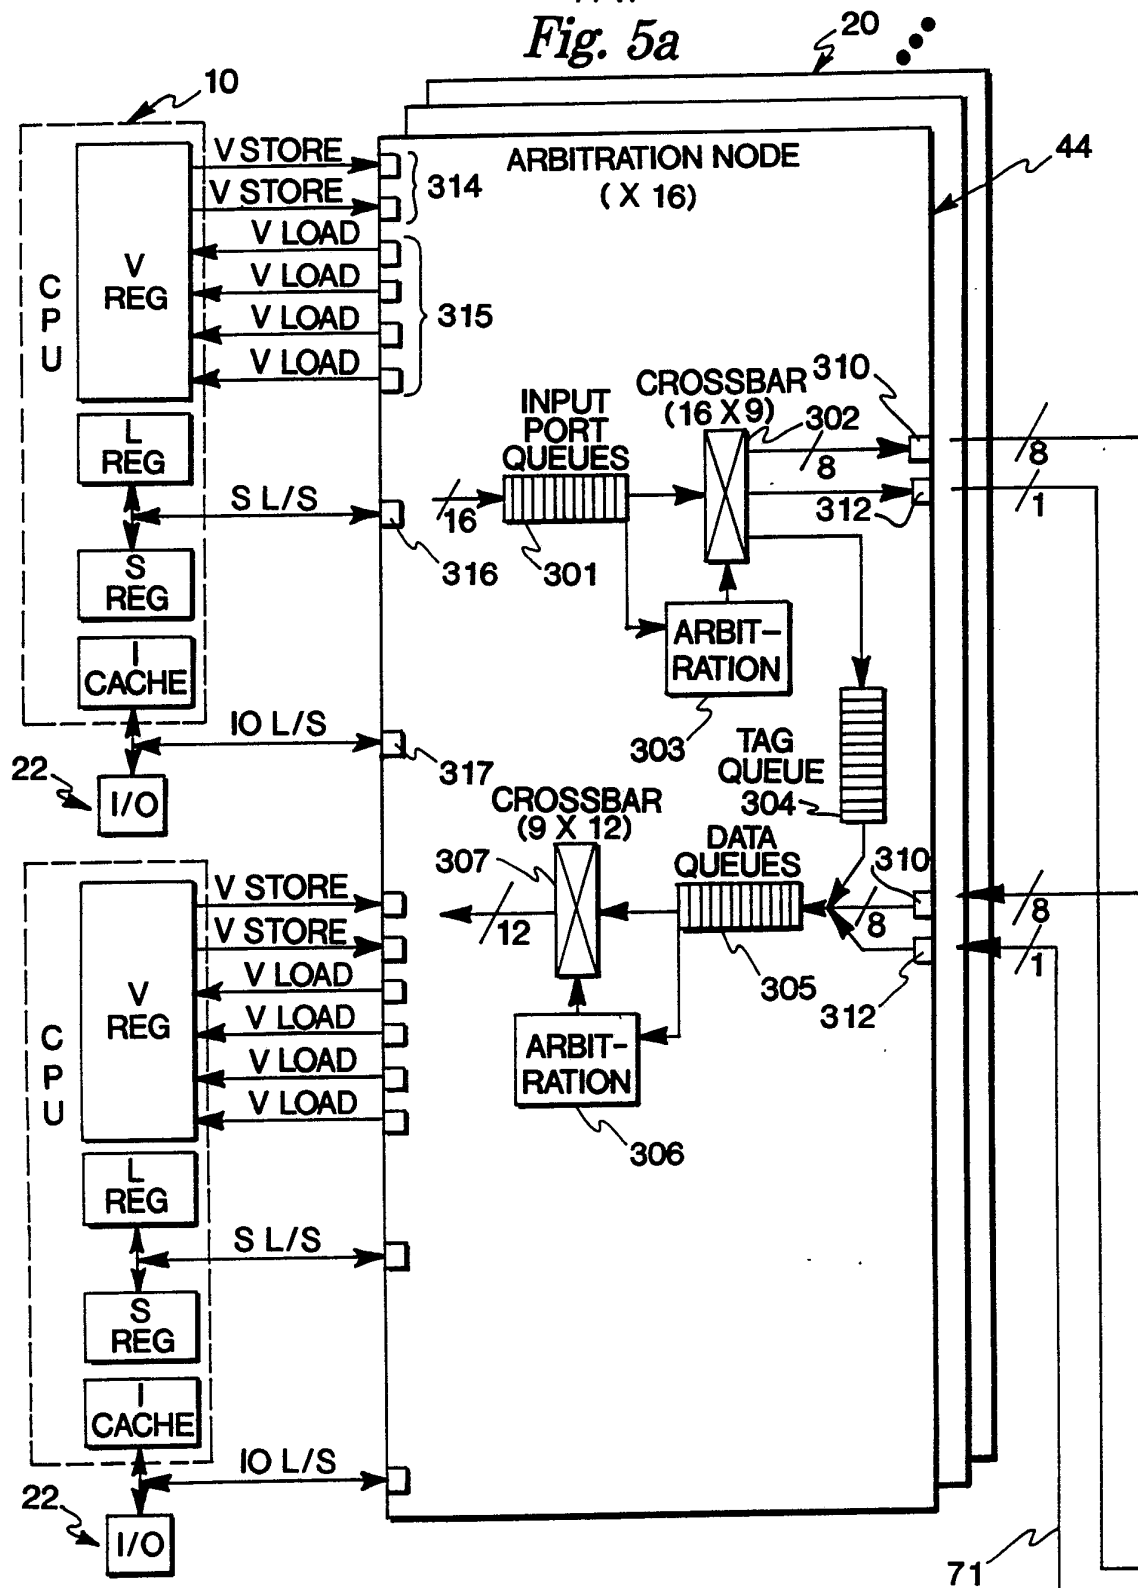 Fig. 5a
20
10
44
ARBITRATION NODE
( X 16)
V STORE
V STORE
V LOAD
V LOAD
V LOAD
V LOAD
314
315
CPU
V
REG
L
REG
S L/S
316
S
REG
I
CACHE
IO L/S
317
22
I/O
INPUT
PORT
QUEUES
16
301
CROSSBAR
(16 X 9)
302
310
8
8
312
1
ARBIT-
RATION
303
TAG
QUEUE
304
CROSSBAR
(9 X 12)
307
12
DATA
QUEUES
305
310
8
8
312
1
ARBIT-
RATION
306
CPU
V
REG
V STORE
V STORE
V LOAD
V LOAD
V LOAD
V LOAD
L
REG
S L/S
S
REG
I
CACHE
IO L/S
22
I/O
71